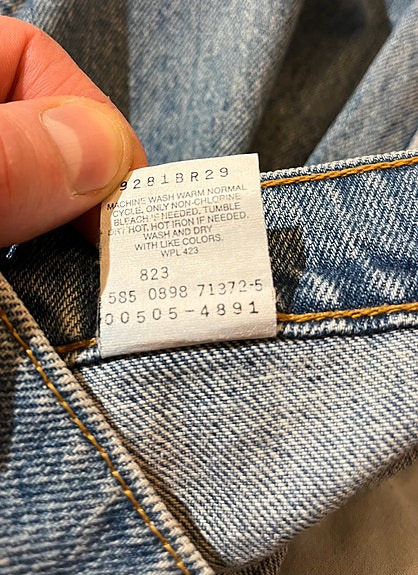 9281BR29
MACHINE WASH WARM NORMAL
CYCLE, ONLY NON-CHLORINE
BLEACH IF NEEDED. TUMBLE
DRY HOT. HOT IRON IF NEEDED.
WASH AND DRY
WITH LIKE COLORS.
WPL 423
823
585 0898 71372-5
00505-4891